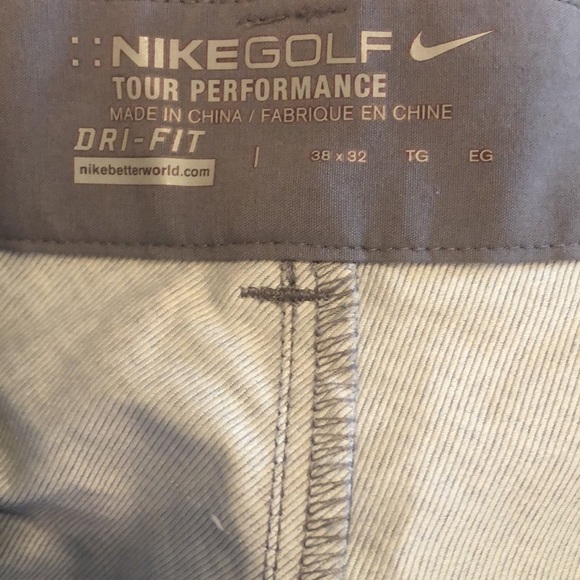 NIKEGOLF
TOUR PERFORMANCE
MADE IN CHINA / FABRIQUE EN CHINE
DRI-FIT
nikebetterworld.com
38 x 32 TG EG